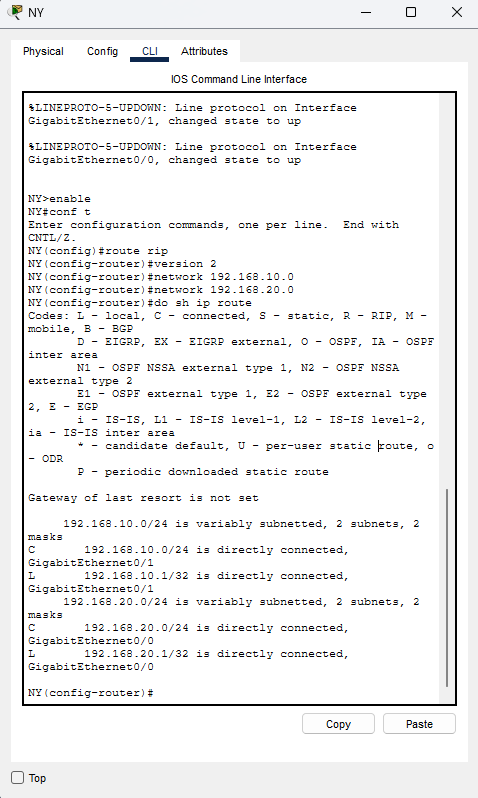 NY
Physical Config CLI Attributes
IOS Command Line Interface
%LINEPROTO-5-UPDOWN: Line protocol on Interface
GigabitEthernet0/1, changed state to up
%LINEPROTO-5-UPDOWN: Line protocol on Interface
GigabitEthernet0/0, changed state to up
NY>enable
NY#conf t
Enter configuration commands, one per line.  End with
CNTL/Z.
NY(config)#route rip
NY(config-router)#version 2
NY(config-router)#network 192.168.10.0
NY(config-router)#network 192.168.20.0
NY(config-router)#do sh ip route
Codes: L - local, C - connected, S - static, R - RIP, M -
mobile, B - BGP
D - EIGRP, EX - EIGRP external, O - OSPF, IA - OSPF
inter area
N1 - OSPF NSSA external type 1, N2 - OSPF NSSA
external type 2
E1 - OSPF external type 1, E2 - OSPF external type
2, E - EGP
i - IS-IS, L1 - IS-IS level-1, L2 - IS-IS level-2,
ia - IS-IS inter area
* - candidate default, U - per-user static route, o
- ODR
P - periodic downloaded static route
Gateway of last resort is not set
192.168.10.0/24 is variably subnetted, 2 subnets, 2
masks
C 192.168.10.0/24 is directly connected,
GigabitEthernet0/1
L 192.168.10.1/32 is directly connected,
GigabitEthernet0/1
192.168.20.0/24 is variably subnetted, 2 subnets, 2
masks
C 192.168.20.0/24 is directly connected,
GigabitEthernet0/0
L 192.168.20.1/32 is directly connected,
GigabitEthernet0/0
NY(config-router)#
Copy Paste
Top